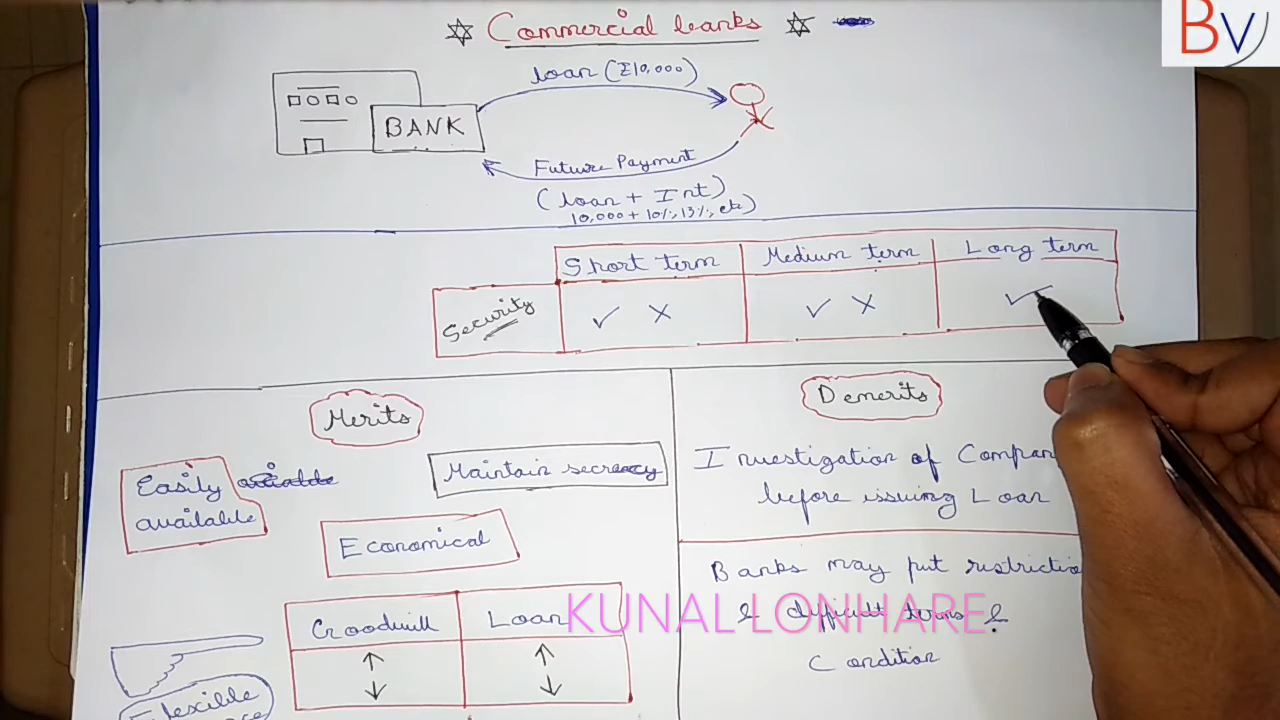 Commercial banks
BV
loan (₹10,000)
BANK
Future Payment
(loan + Int)
10,000 + 10%, 13%, etc)
Short term
Medium term
Long term
Security
✓ X
✓ X
✓
Merits
Demerits
Easily
available
Maintain secrecy
Economical
Investigation of Compan
before issuing Loan
Banks may put restrictio
& difficult terms &
Condition
Goodwill
Loan
KUNAL LONHARE
↑ ↑
↓ ↓
Flexible